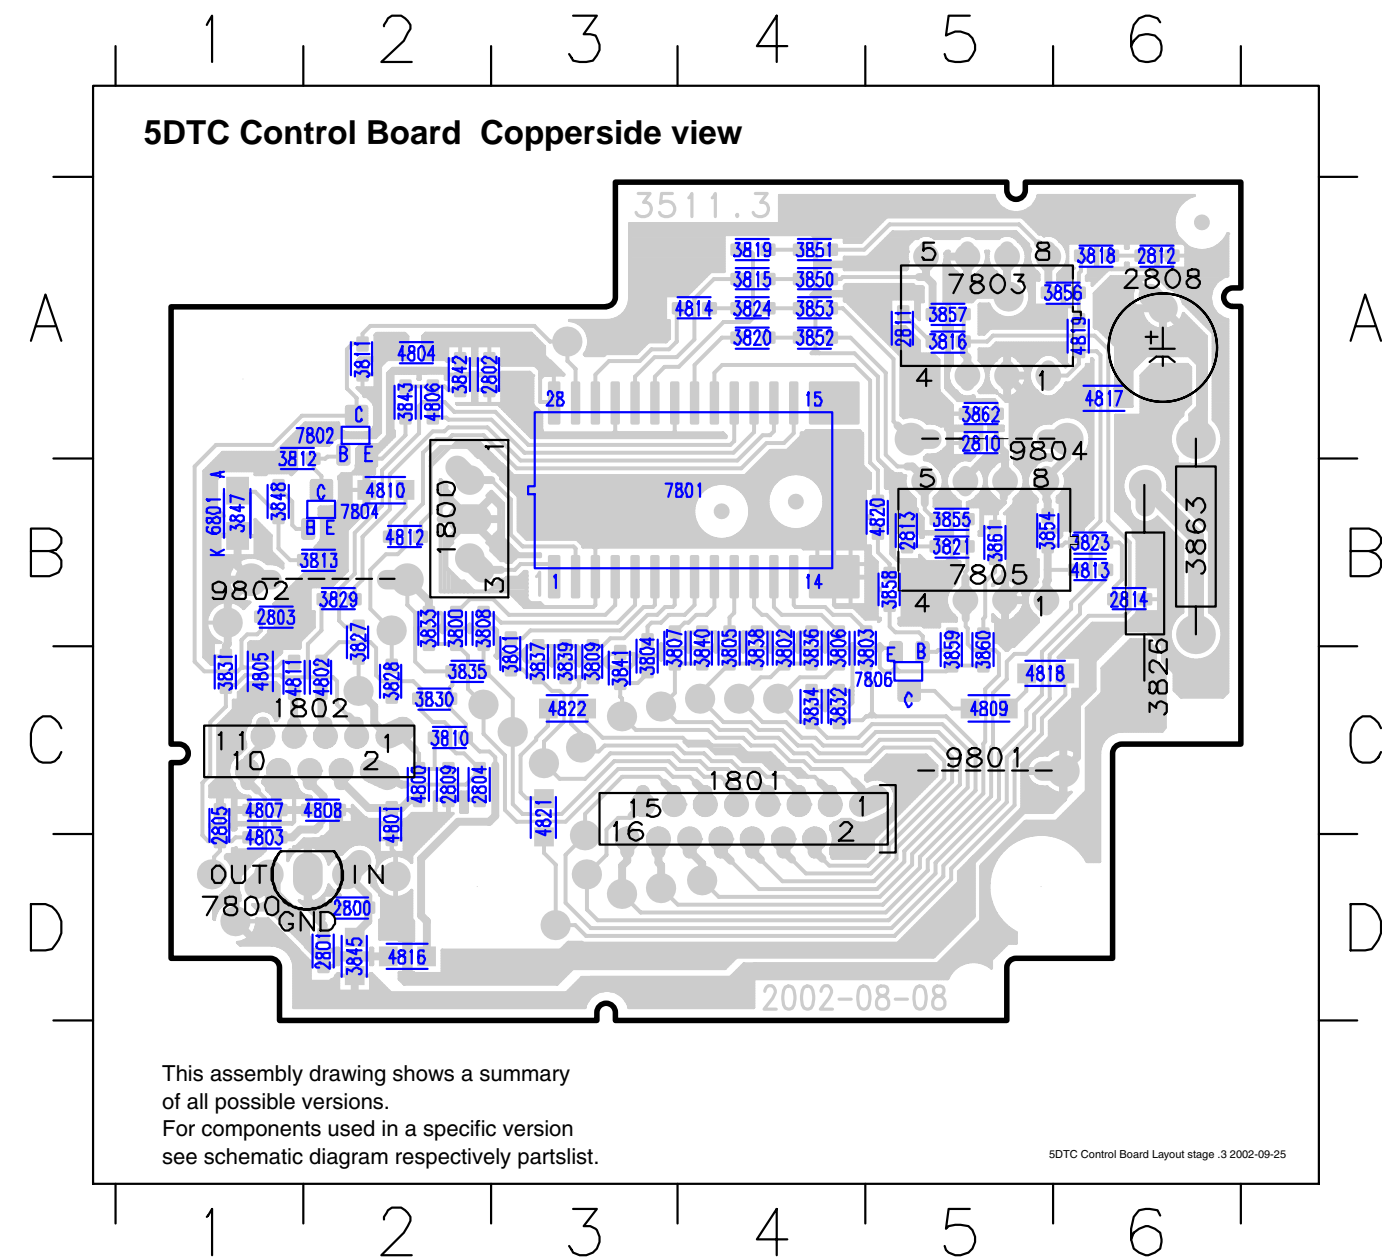 1 2 3 4 5 6
5DTC Control Board Copperside view
3511.3
3819 3851 5 8 3818 2812
3815 3850 7803 2808
3856
A 4814 3824 3853 2811 3857 4819 + A
3820 3852 3816
3811 4804 3842 2802
4 1
3843 4806 28 15 4817
C 3862
7802 1 2810
B E 9804
3812
A 5 8
6801 3847 3848 C 4810 1800 7801 4820 2813 3855 3861 3854 3863
B E 7804
4812 3821 3823
B K 3813 3 1 14 7805 4813 B
9802 3829 3858 4 1 2814
2803
3827 3833 3800 3808 3801 3837 3839 3809 3841 3804 3807 3840 3805 3838 3802 3836 3806 3803 E B 3859 3860 3826
3831 4805 4811 4802 3828 3835 7806 4818
3830 C
1802 4822 3834 3832 4809
C 11 1 3810 C
10 2 9801
4800 2809 2804 1801
2805 4807 4808 4801 4821 15 1
4803 16 2
OUT IN
7800 GND 2800
D D
2801 3845 4816
2002-08-08
This assembly drawing shows a summary
of all possible versions.
For components used in a specific version
see schematic diagram respectively partslist.
5DTC Control Board Layout stage .3 2002-09-25
1 2 3 4 5 6